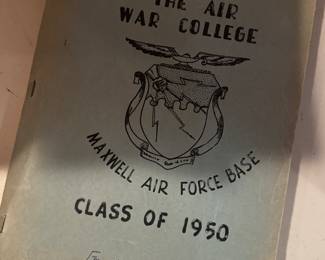 THE AIR
WAR COLLEGE
MAXWELL AIR FORCE BASE
CLASS OF 1950